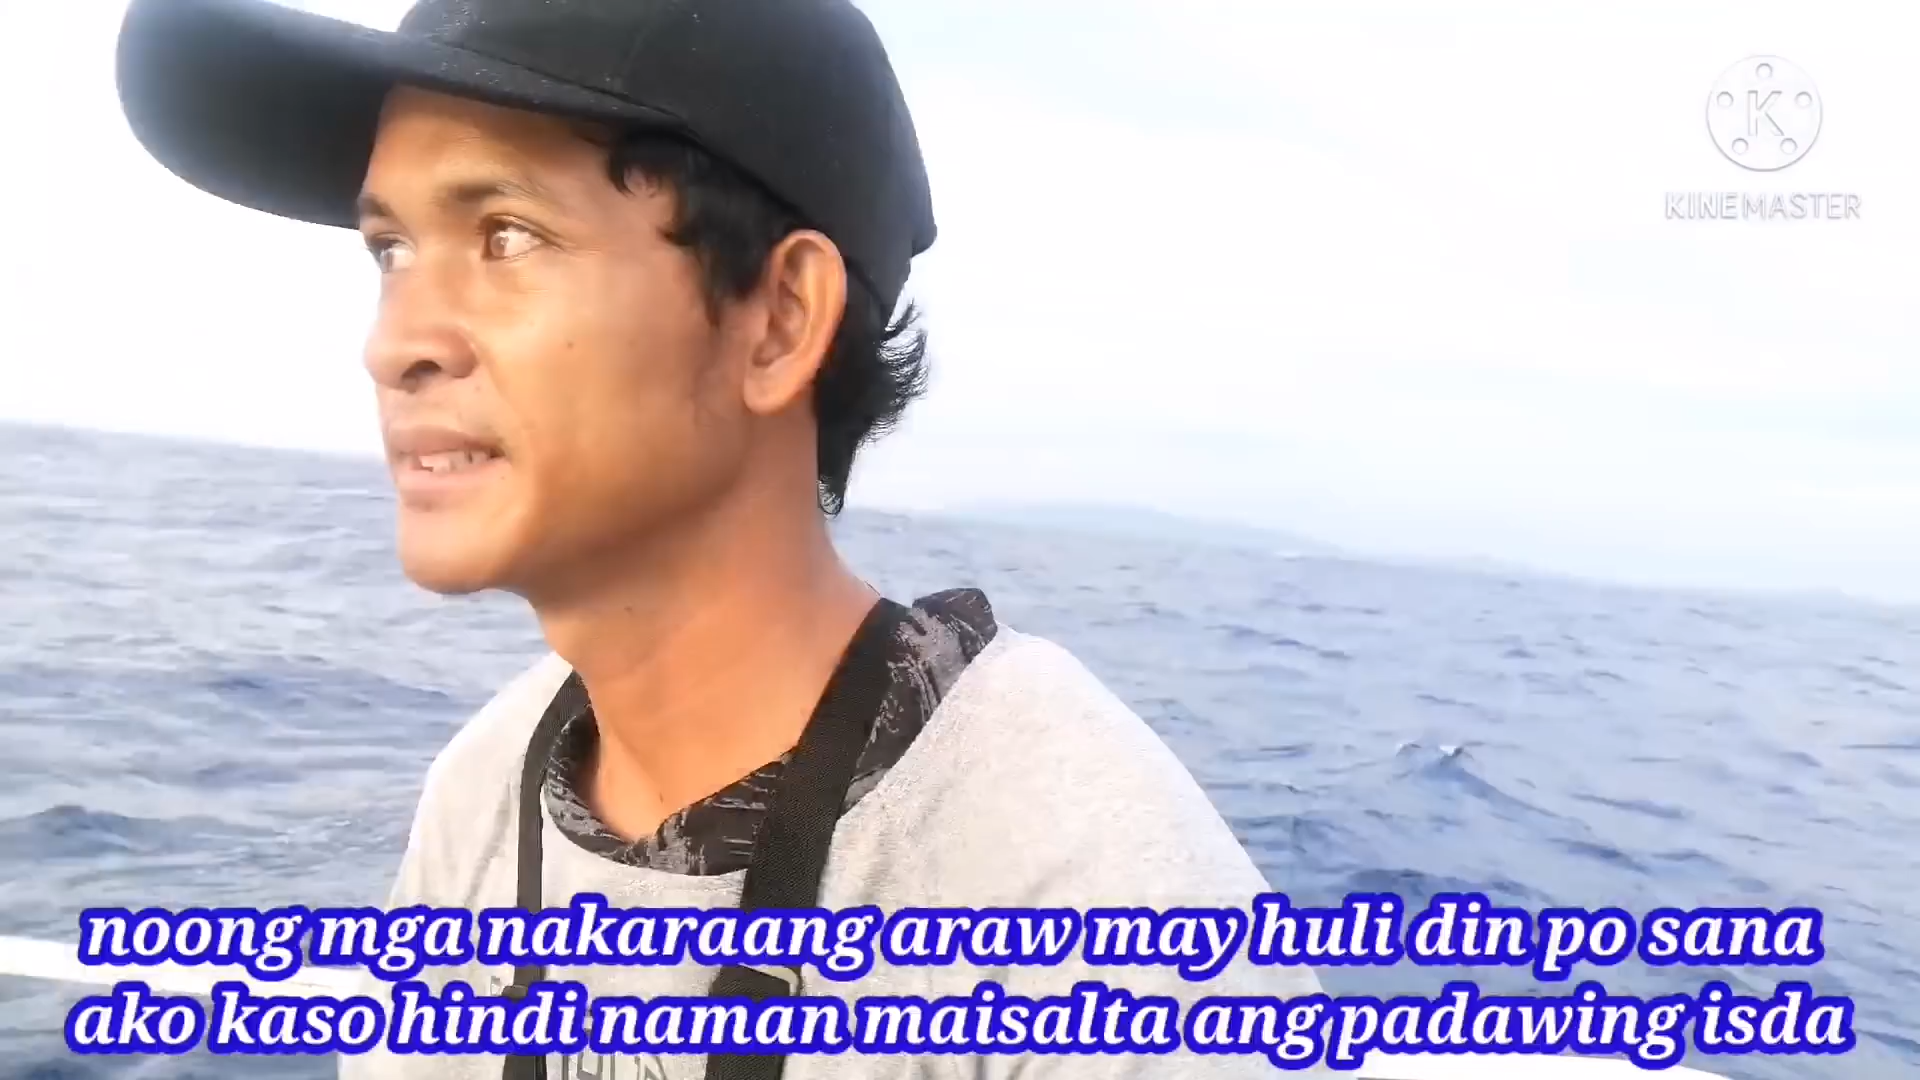 K
KINEMASTER
noong mga nakaraang araw may huli din po sana
ako kaso hindi naman maisalta ang padawing isda